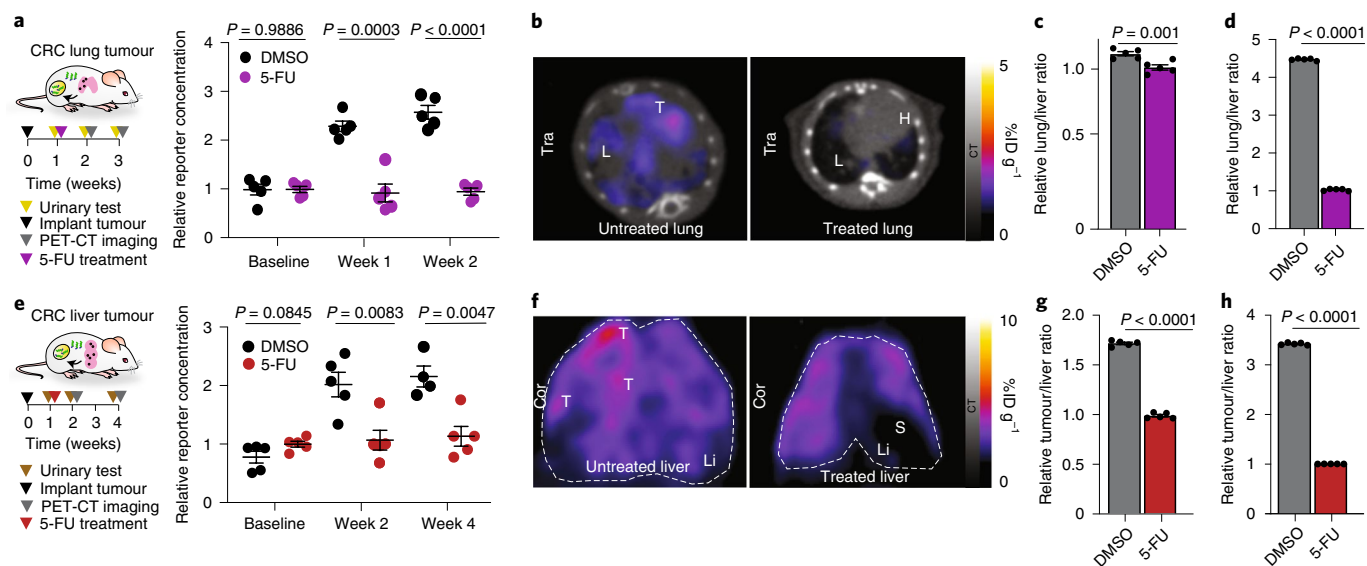 a
CRC lung tumour
0 1 2 3
Time (weeks)
Urinary test
Implant tumour
PET-CT imaging
5-FU treatment
P = 0.9886 P = 0.0003 P < 0.0001
Relative reporter concentration
4
3
2
1
0
DMSO
5-FU
Baseline Week 1 Week 2
b
Tra
T
L
Untreated lung
Tra
H
L
Treated lung
CT
5
0
%ID g⁻¹
c
P = 0.001
Relative lung/liver ratio
1.0
0.5
0
DMSO
5-FU
d
P < 0.0001
Relative lung/liver ratio
5
4
3
2
1
0
DMSO
5-FU
e
CRC liver tumour
0 1 2 3 4
Time (weeks)
Urinary test
Implant tumour
PET-CT imaging
5-FU treatment
P = 0.0845 P = 0.0083 P = 0.0047
Relative reporter concentration
3
2
1
0
DMSO
5-FU
Baseline Week 2 Week 4
f
Cor
T
T
T
Li
Untreated liver
Cor
S
Li
Treated liver
CT
10
0
%ID g⁻¹
g
P < 0.0001
Relative tumour/liver ratio
2.0
1.5
1.0
0.5
0
DMSO
5-FU
h
P < 0.0001
Relative tumour/liver ratio
4
3
2
1
0
DMSO
5-FU